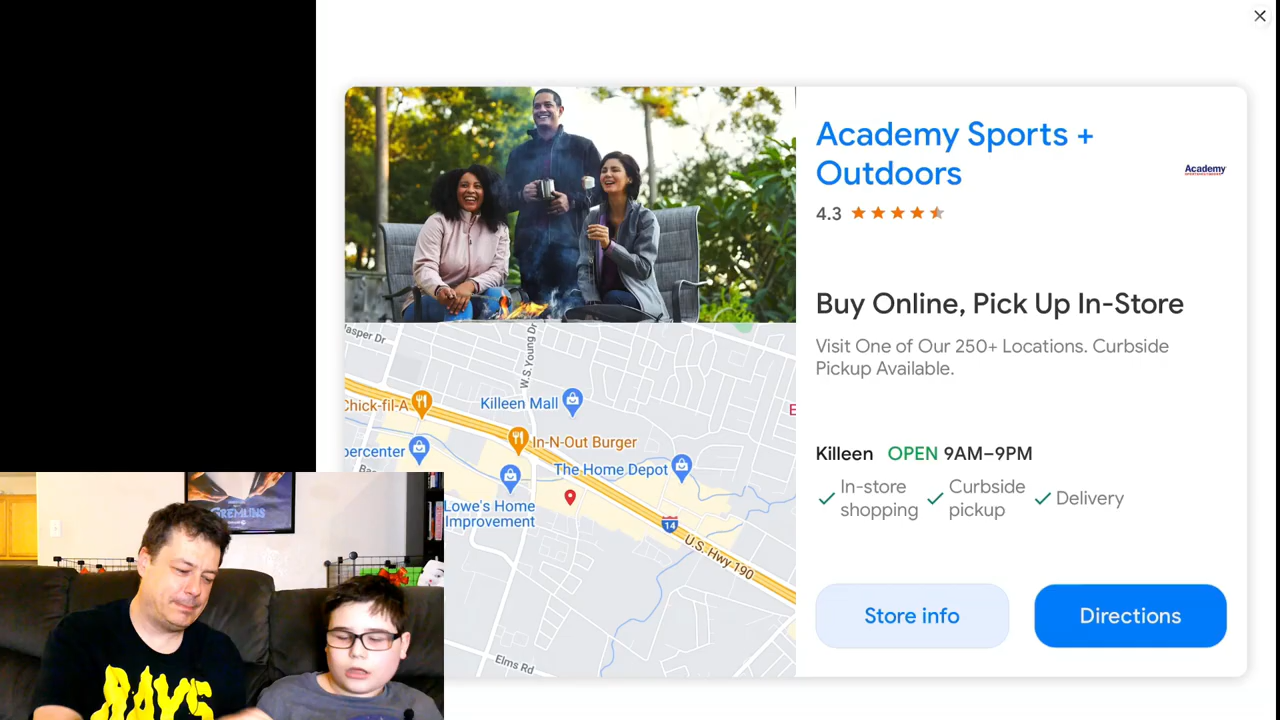 Academy Sports +
Outdoors
Academy
4.3
Buy Online, Pick Up In-Store
Visit One of Our 250+ Locations. Curbside
Pickup Available.
Killeen OPEN 9AM–9PM
In-store
shopping
Curbside
pickup
Delivery
Store info
Directions
Jasper Dr
W.S.Young Dr
Chick-fil-A
Killeen Mall
In-N-Out Burger
percenter
The Home Depot
Lowe's Home
Improvement
14
U.S. Hwy 190
Elms Rd
GREMLINS